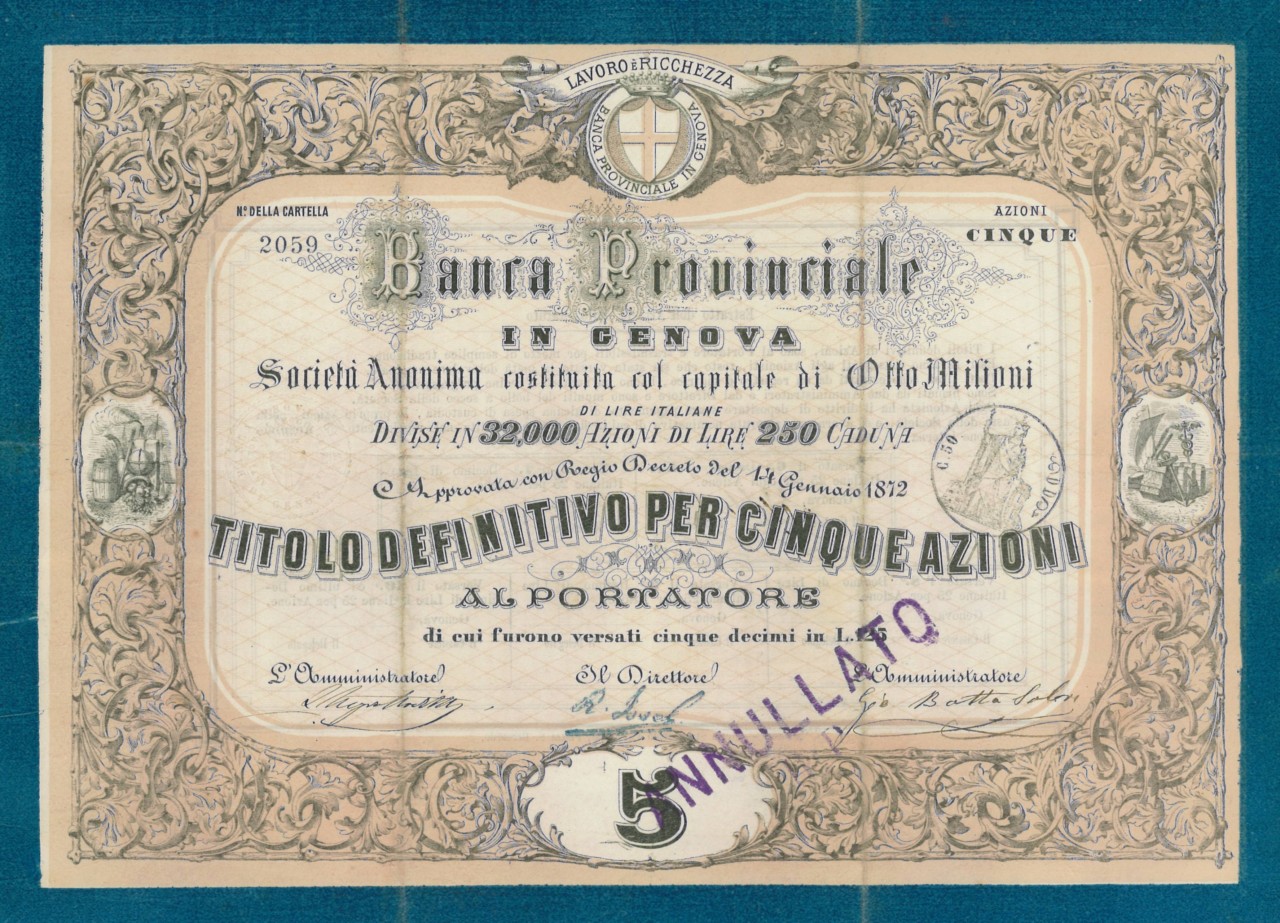 LAVORO È RICCHEZZA
BANCA PROVINCIALE IN GENOVA
N.º DELLA CARTELLA
2059
AZIONI
CINQUE
Banca Provinciale
IN GENOVA
Società Anonima costituita col capitale di Otto Milioni
DI LIRE ITALIANE
DIVISE IN 32,000 AZIONI DI LIRE 250 CADUNA
Approvata con Regio Decreto del 14 Gennaio 1872
C. 50
TITOLO DEFINITIVO PER CINQUE AZIONI
AL PORTATORE
di cui furono versati cinque decimi in L. 125
L'Amministratore
Il Direttore
L'Amministratore
Gio Batta
ANNULLATO
5